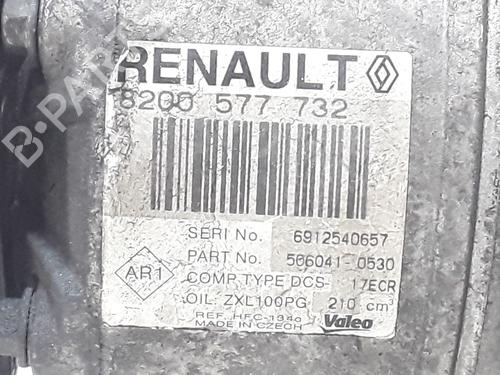 RENAULT
8200 577 732
SERI No. 6912540657
PART No. 506041-0530
AR1
COMP.TYPE DCS-17ECR
OIL: ZXL100PG 210 cm³
REF. HFC-134a
MADE IN CZECH
Valeo
B-PARTS